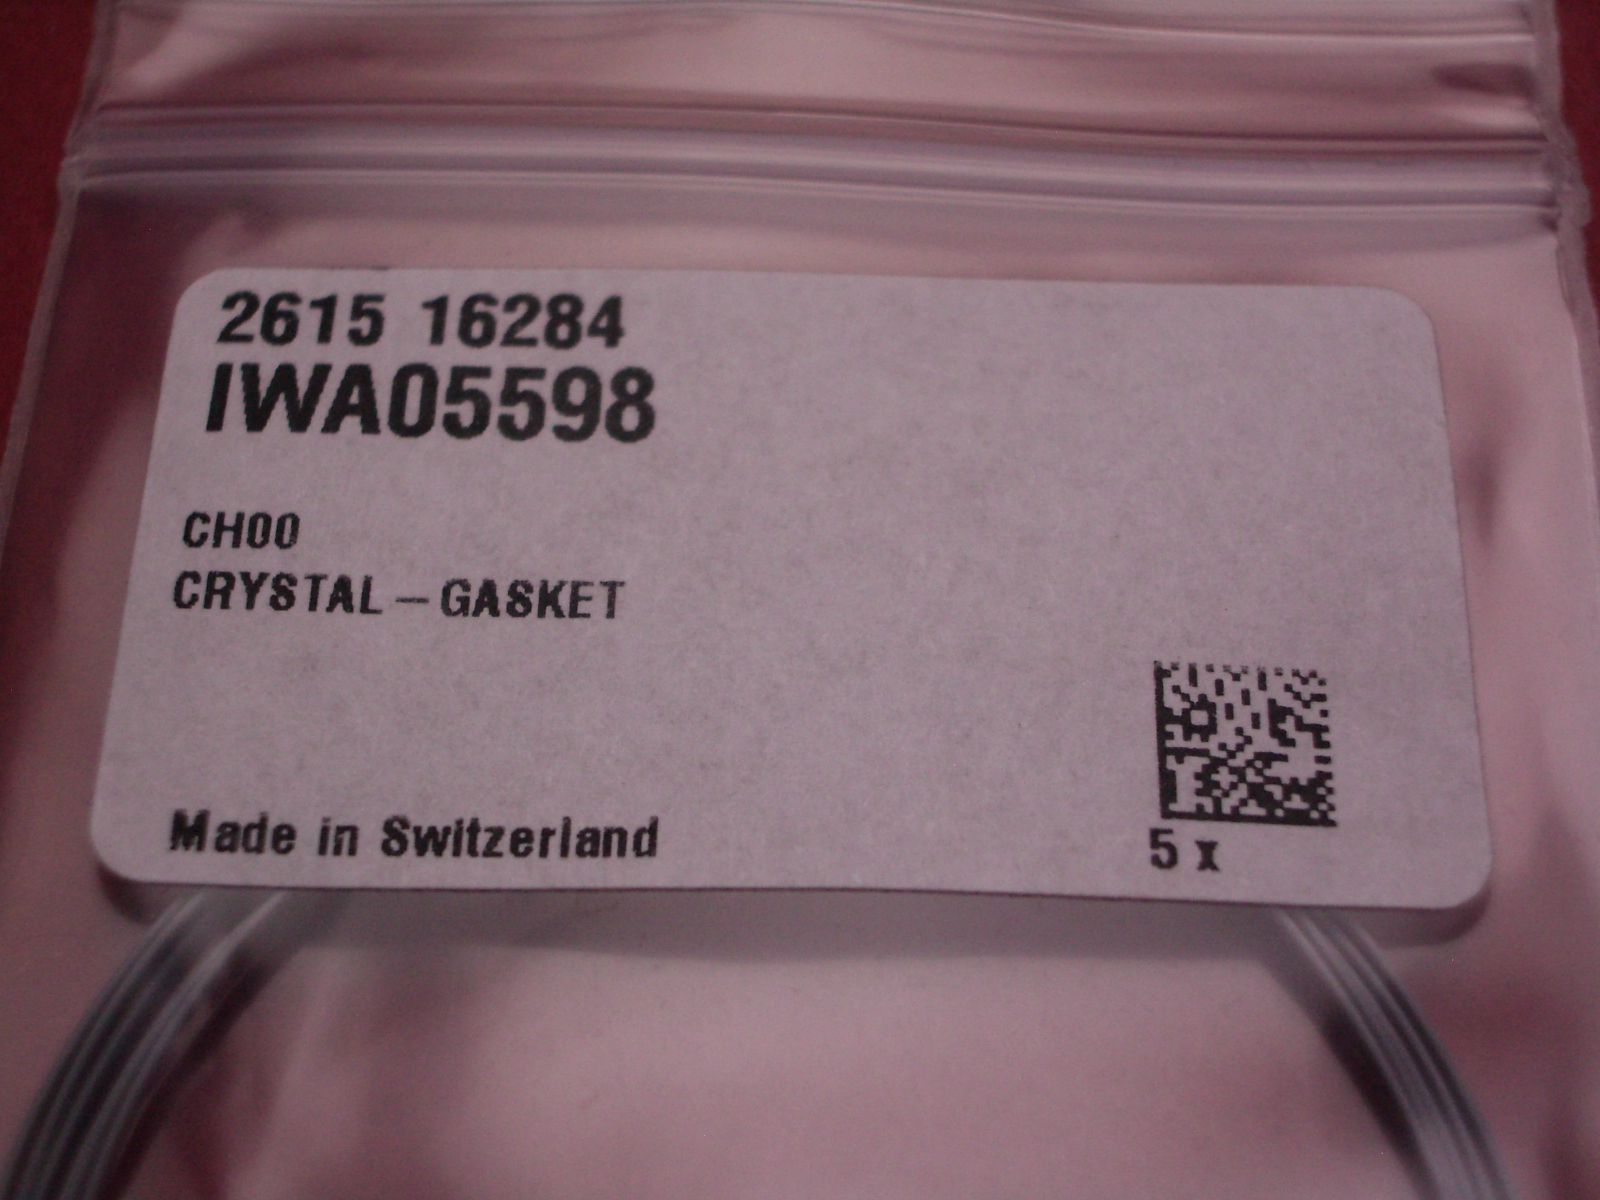 2615 16284
IWA05598
CH00
CRYSTAL - GASKET
Made in Switzerland
5 x